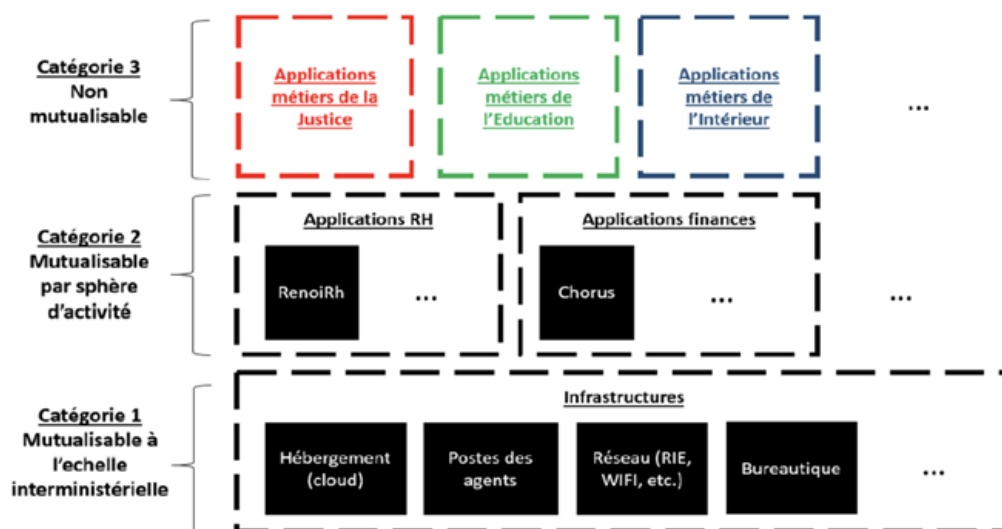 Catégorie 3
Non
mutualisable
Applications
métiers de la
Justice
Applications
métiers de
l'Education
Applications
métiers de
l'Intérieur
...
Catégorie 2
Mutualisable
par sphère
d'activité
Applications RH
RenoiRh
...
Applications finances
Chorus
...
...
Catégorie 1
Mutualisable à
l'echelle
interministérielle
Infrastructures
Hébergement
(cloud)
Postes des
agents
Réseau (RIE,
WIFI, etc.)
Bureautique
...